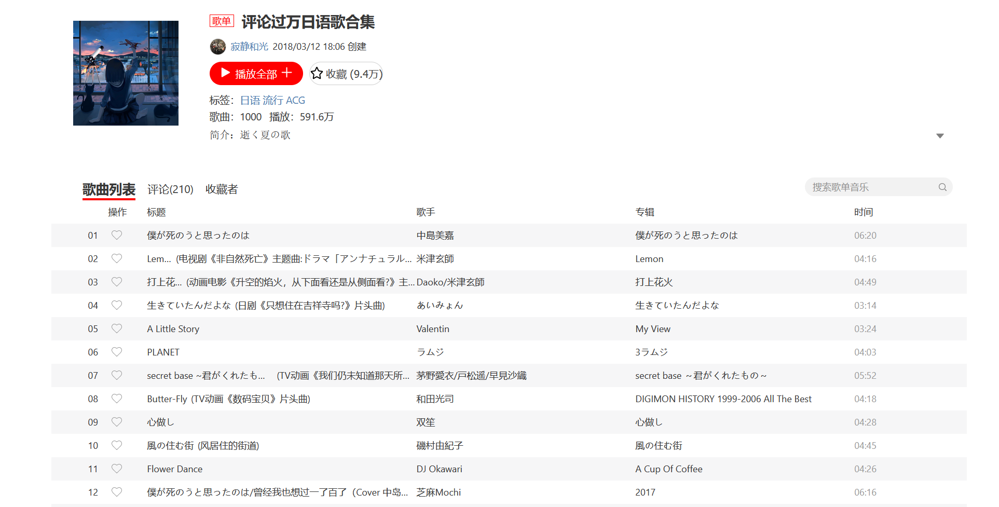 歌单 评论过万日语歌合集
寂静和光 2018/03/12 18:06 创建
播放全部 收藏 (9.4万)
标签：日语 流行 ACG
歌曲：1000 播放：591.6万
简介：逝く夏の歌
歌曲列表 评论(210) 收藏者 搜索歌单音乐
操作 标题 歌手 专辑 时间
01 僕が死のうと思ったのは 中島美嘉 僕が死のうと思ったのは 06:20
02 Lem... (电视剧《非自然死亡》主题曲:ドラマ「アンナチュラル... 米津玄師 Lemon 04:16
03 打上花... (动画电影《升空的焰火，从下面看还是从侧面看?》主... Daoko/米津玄師 打上花火 04:49
04 生きていたんだよな (日剧《只想住在吉祥寺吗?》片头曲) あいみょん 生きていたんだよな 03:14
05 A Little Story Valentin My View 03:24
06 PLANET ラムジ 3ラムジ 04:03
07 secret base ~君がくれたも... (TV动画《我们仍未知道那天所... 茅野愛衣/戸松遥/早見沙織 secret base ～君がくれたもの～ 05:52
08 Butter-Fly (TV动画《数码宝贝》片头曲) 和田光司 DIGIMON HISTORY 1999-2006 All The Best 04:18
09 心做し 双笙 心做し 04:28
10 風の住む街 (风居住的街道) 磯村由紀子 風の住む街 04:45
11 Flower Dance DJ Okawari A Cup Of Coffee 04:26
12 僕が死のうと思ったのは/曾经我也想过一了百了（Cover 中岛... 芝麻Mochi 2017 06:16